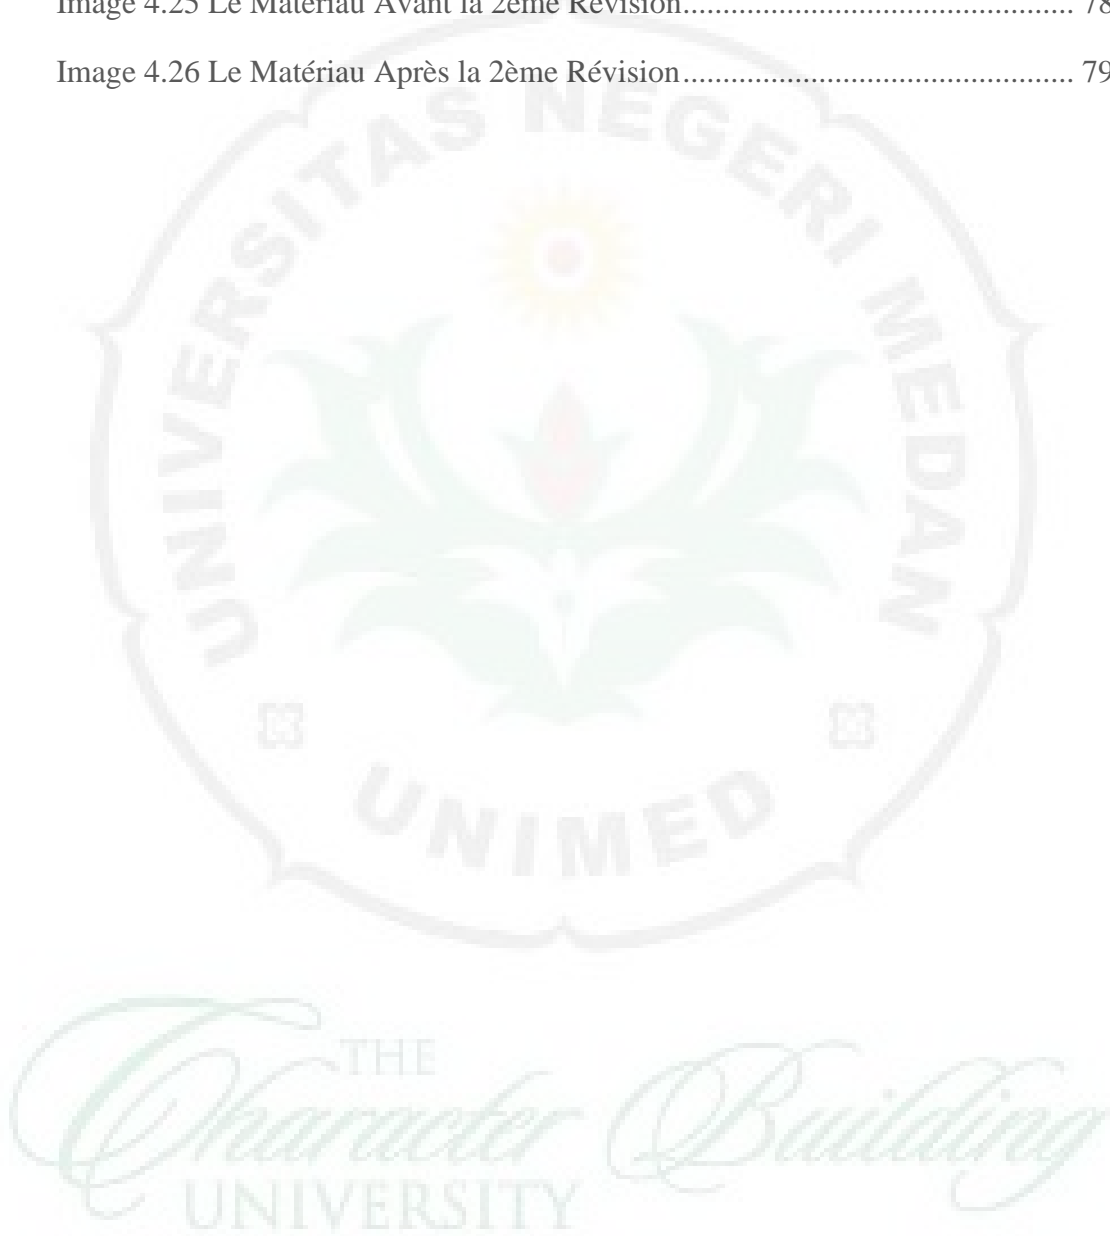 Image 4.25 Le Matériau Avant la 2ème Révision.......................................... 78
Image 4.26 Le Matériau Après la 2ème Révision.......................................... 79
UNIVERSITAS NEGERI MEDAN
UNIMED
THE
Character Building
UNIVERSITY